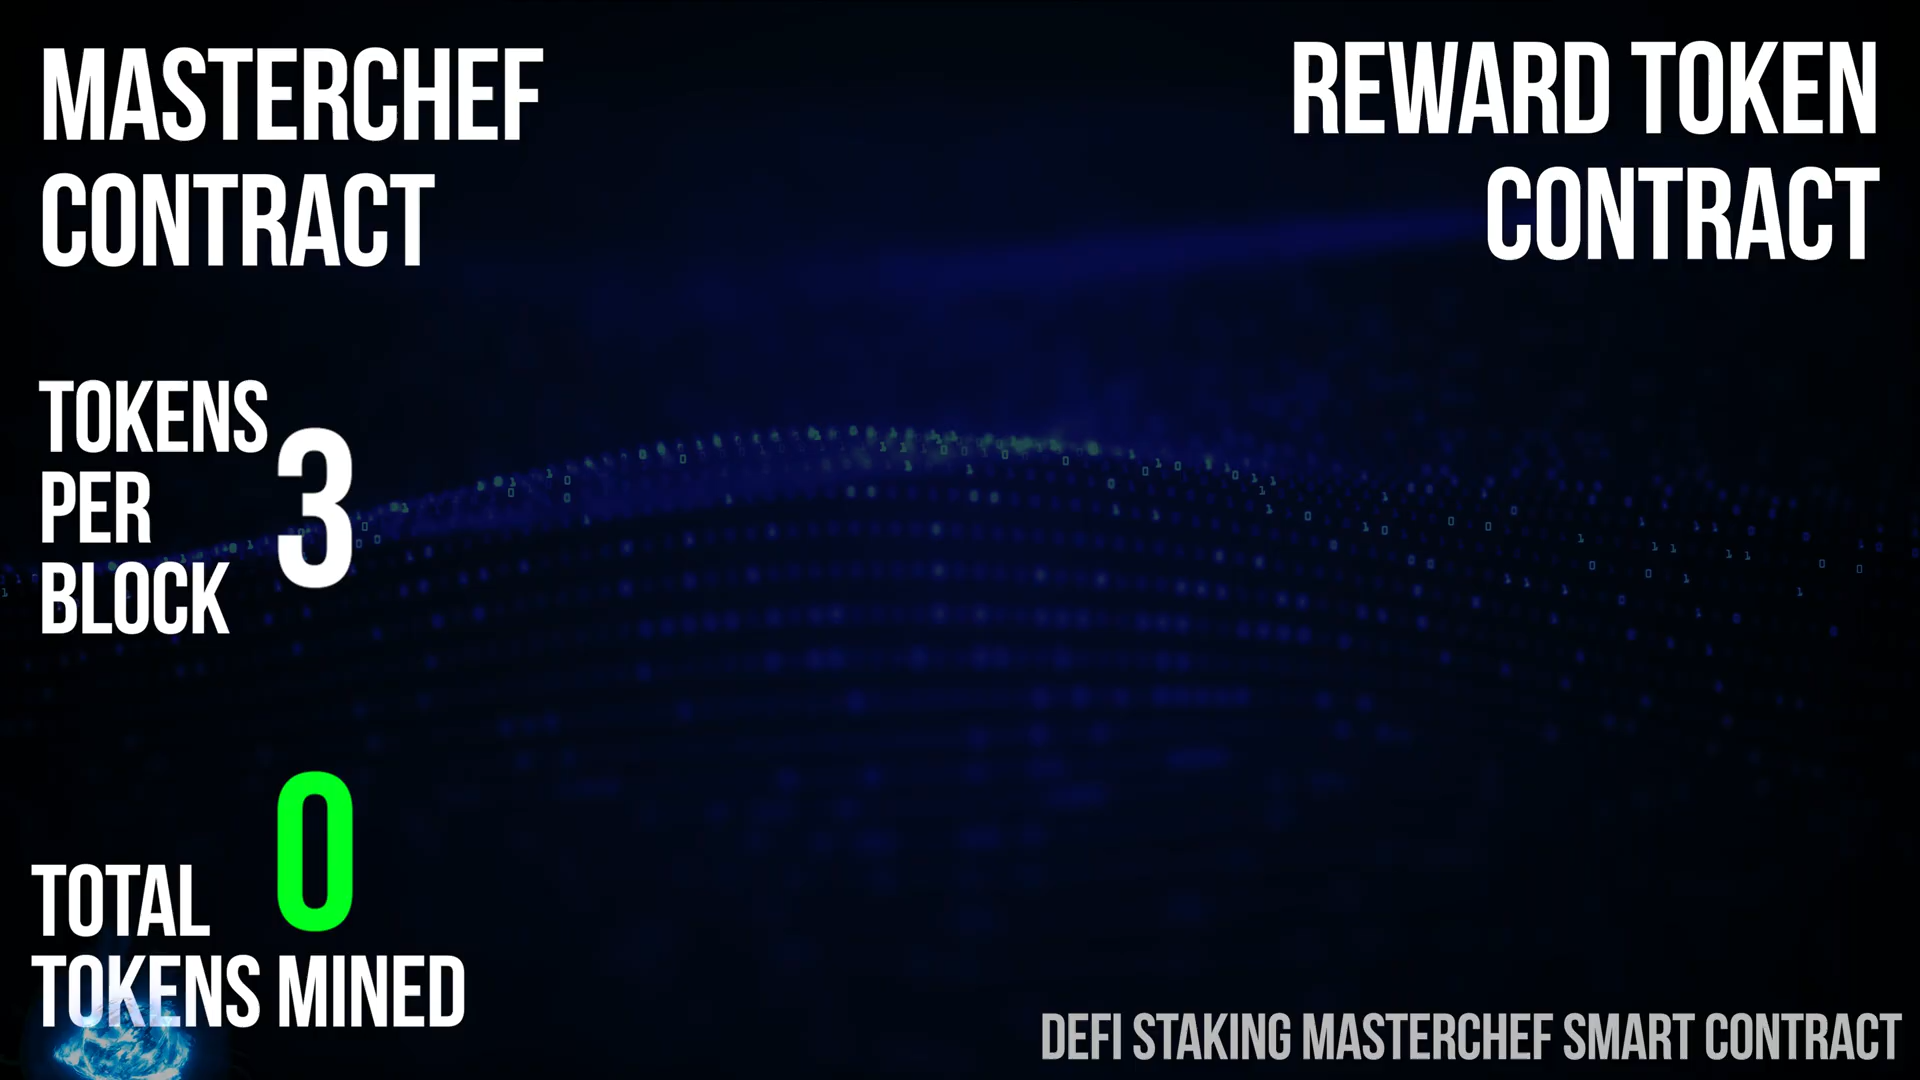 MASTERCHEF
CONTRACT
REWARD TOKEN
CONTRACT
TOKENS
PER
BLOCK
3
0
TOTAL
TOKENS MINED
DEFI STAKING MASTERCHEF SMART CONTRACT